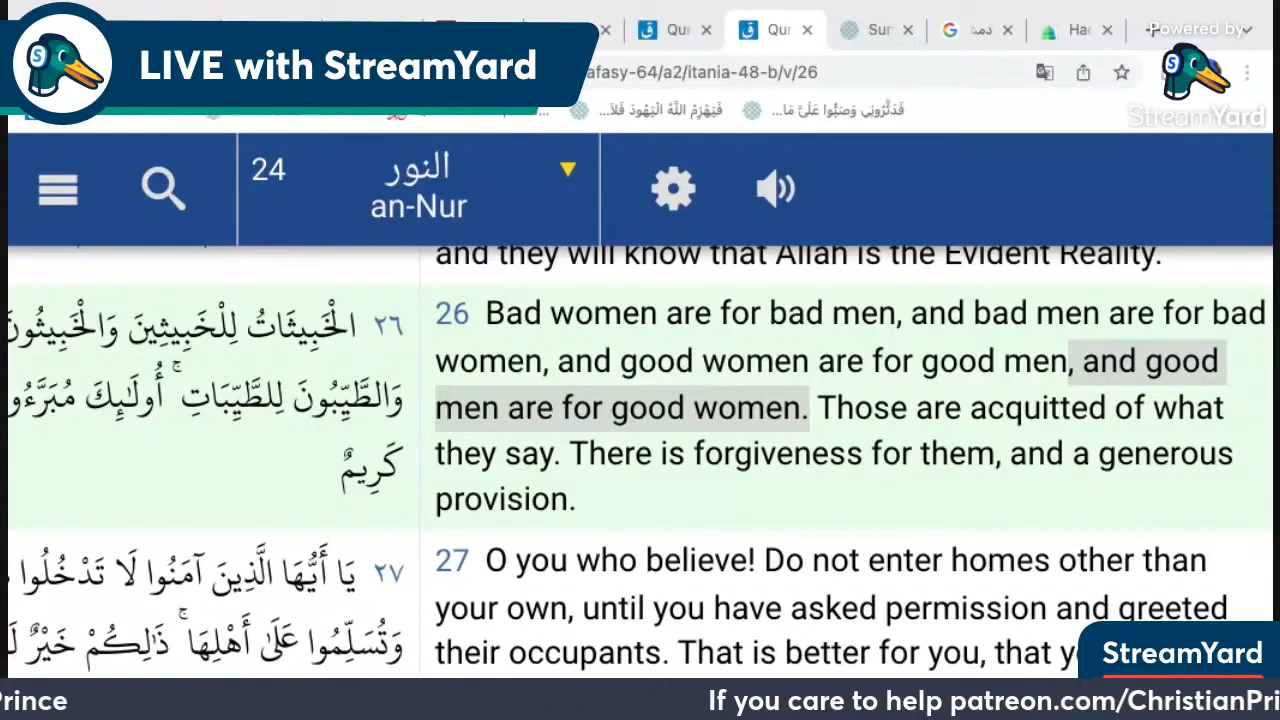 LIVE with StreamYard
Qur
Qur
Sur
دمذ
Had
Powered by
StreamYard
afasy-64/a2/itania-48-b/v/26
فَيَهْزِمُ اللَّهُ الْيَهُودَ فَلاَ...
فَدَثِّرُونِي وَصَبُّوا عَلَىَّ مَا...
24
النور
an-Nur
and they will know that Allah is the Evident Reality.
٢٦ الْخَبِيثَاتُ لِلْخَبِيثِينَ وَالْخَبِيثُونَ
وَالطَّيِّبُونَ لِلطَّيِّبَاتِ ۚ أُولَٰئِكَ مُبَرَّءُو
كَرِيمٌ
26 Bad women are for bad men, and bad men are for bad
women, and good women are for good men, and good
men are for good women. Those are acquitted of what
they say. There is forgiveness for them, and a generous
provision.
٢٧ يَا أَيُّهَا الَّذِينَ آمَنُوا لَا تَدْخُلُوا
وَتُسَلِّمُوا عَلَىٰ أَهْلِهَا ۚ ذَٰلِكُمْ خَيْرٌ
27 O you who believe! Do not enter homes other than
your own, until you have asked permission and greeted
their occupants. That is better for you, that
StreamYard
Prince
If you care to help patreon.com/ChristianPri